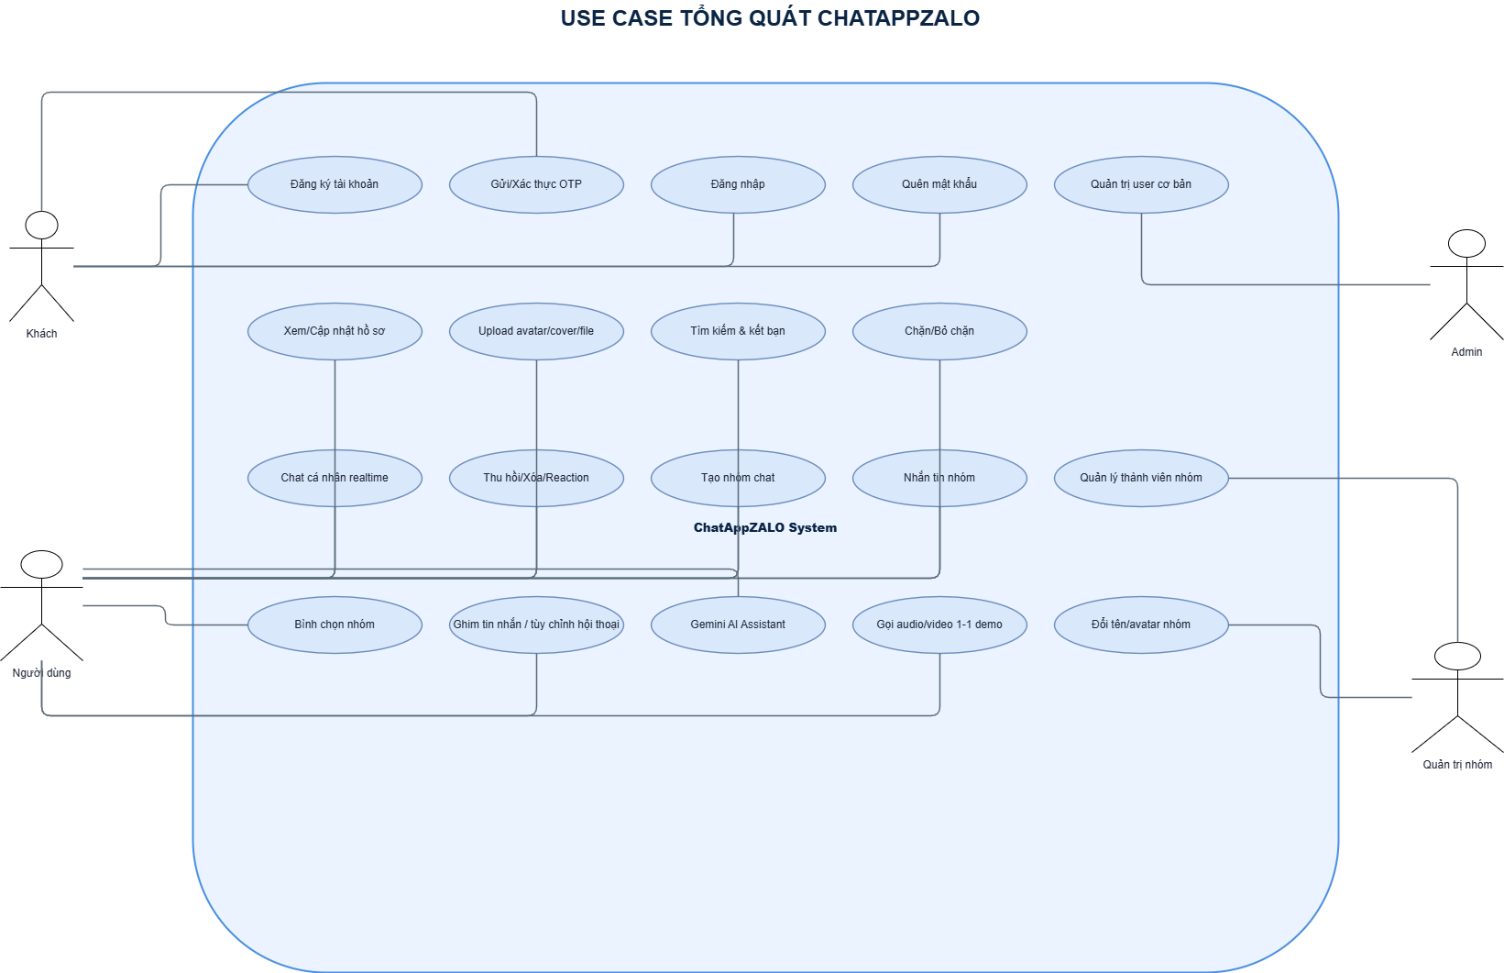 USE CASE TỔNG QUÁT CHATAPPZALO
Đăng ký tài khoản
Gửi/Xác thực OTP
Đăng nhập
Quên mật khẩu
Quản trị user cơ bản
Khách
Xem/Cập nhật hồ sơ
Upload avatar/cover/file
Tìm kiếm & kết bạn
Chặn/Bỏ chặn
Admin
Chat cá nhân realtime
Thu hồi/Xóa/Reaction
Tạo nhóm chat
Nhắn tin nhóm
Quản lý thành viên nhóm
ChatAppZALO System
Bình chọn nhóm
Ghim tin nhắn / tùy chỉnh hội thoại
Gemini AI Assistant
Gọi audio/video 1-1 demo
Đổi tên/avatar nhóm
Người dùng
Quản trị nhóm